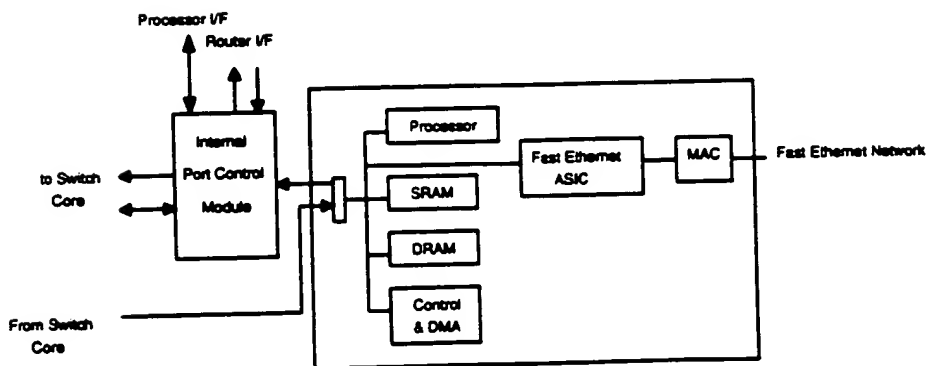 Processor I/F
Router I/F
Internal
Port Control
Module
to Switch
Core
From Switch
Core
Processor
SRAM
DRAM
Control
& DMA
Fast Ethernet
ASIC
MAC
Fast Ethernet Network